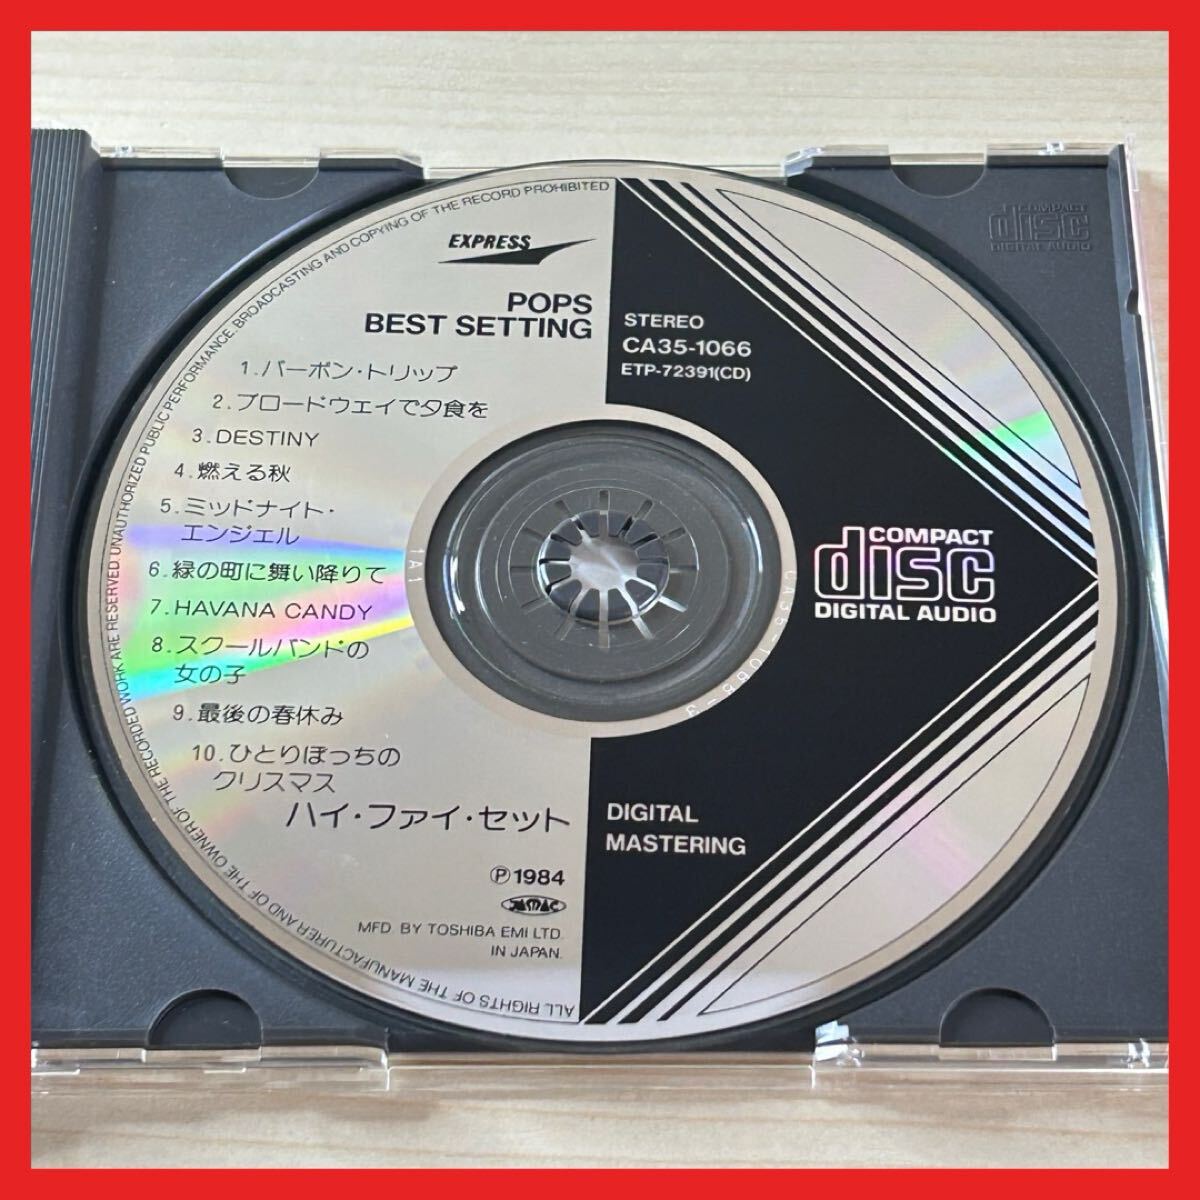 EXPRESS
POPS
BEST SETTING
1.バーボン・トリップ
2.ブロードウェイで夕食を
3.DESTINY
4.燃える秋
5.ミッドナイト・
エンジェル
6.緑の町に舞い降りて
7.HAVANA CANDY
8.スクールバンドの
女の子
9.最後の春休み
10.ひとりぼっちの
クリスマス
ハイ・ファイ・セット
Ⓟ1984
JASRAC
MFD. BY TOSHIBA EMI LTD.
IN JAPAN.
STEREO
CA35-1066
ETP-72391(CD)
COMPACT
disc
DIGITAL AUDIO
DIGITAL
MASTERING
ALL RIGHTS OF THE MANUFACTURER AND OF THE OWNER OF THE RECORDED WORK ARE RESERVED. UNAUTHORIZED PUBLIC PERFORMANCE, BROADCASTING AND COPYING OF THE RECORD PROHIBITED
1A1
CA35-1066-3
COMPACT
disc
DIGITAL AUDIO